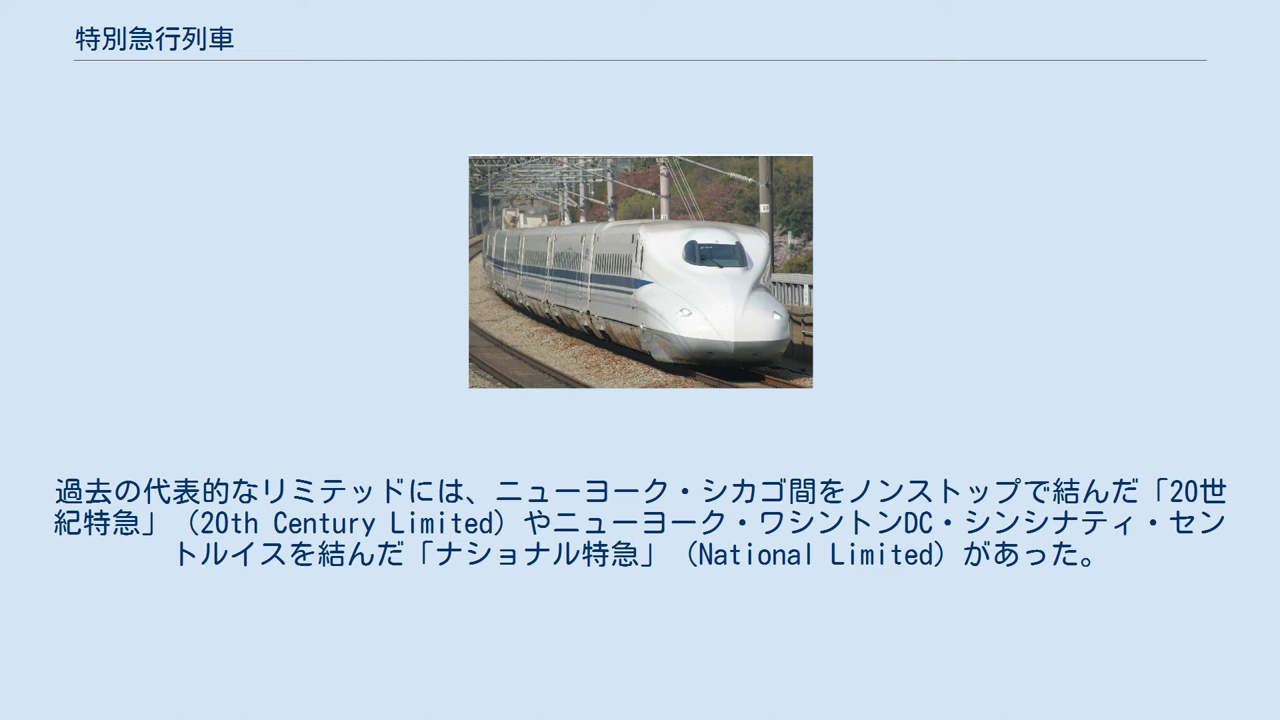 特別急行列車
過去の代表的なリミテッドには、ニューヨーク・シカゴ間をノンストップで結んだ「20世
紀特急」（20th Century Limited）やニューヨーク・ワシントンDC・シンシナティ・セン
トルイスを結んだ「ナショナル特急」（National Limited）があった。